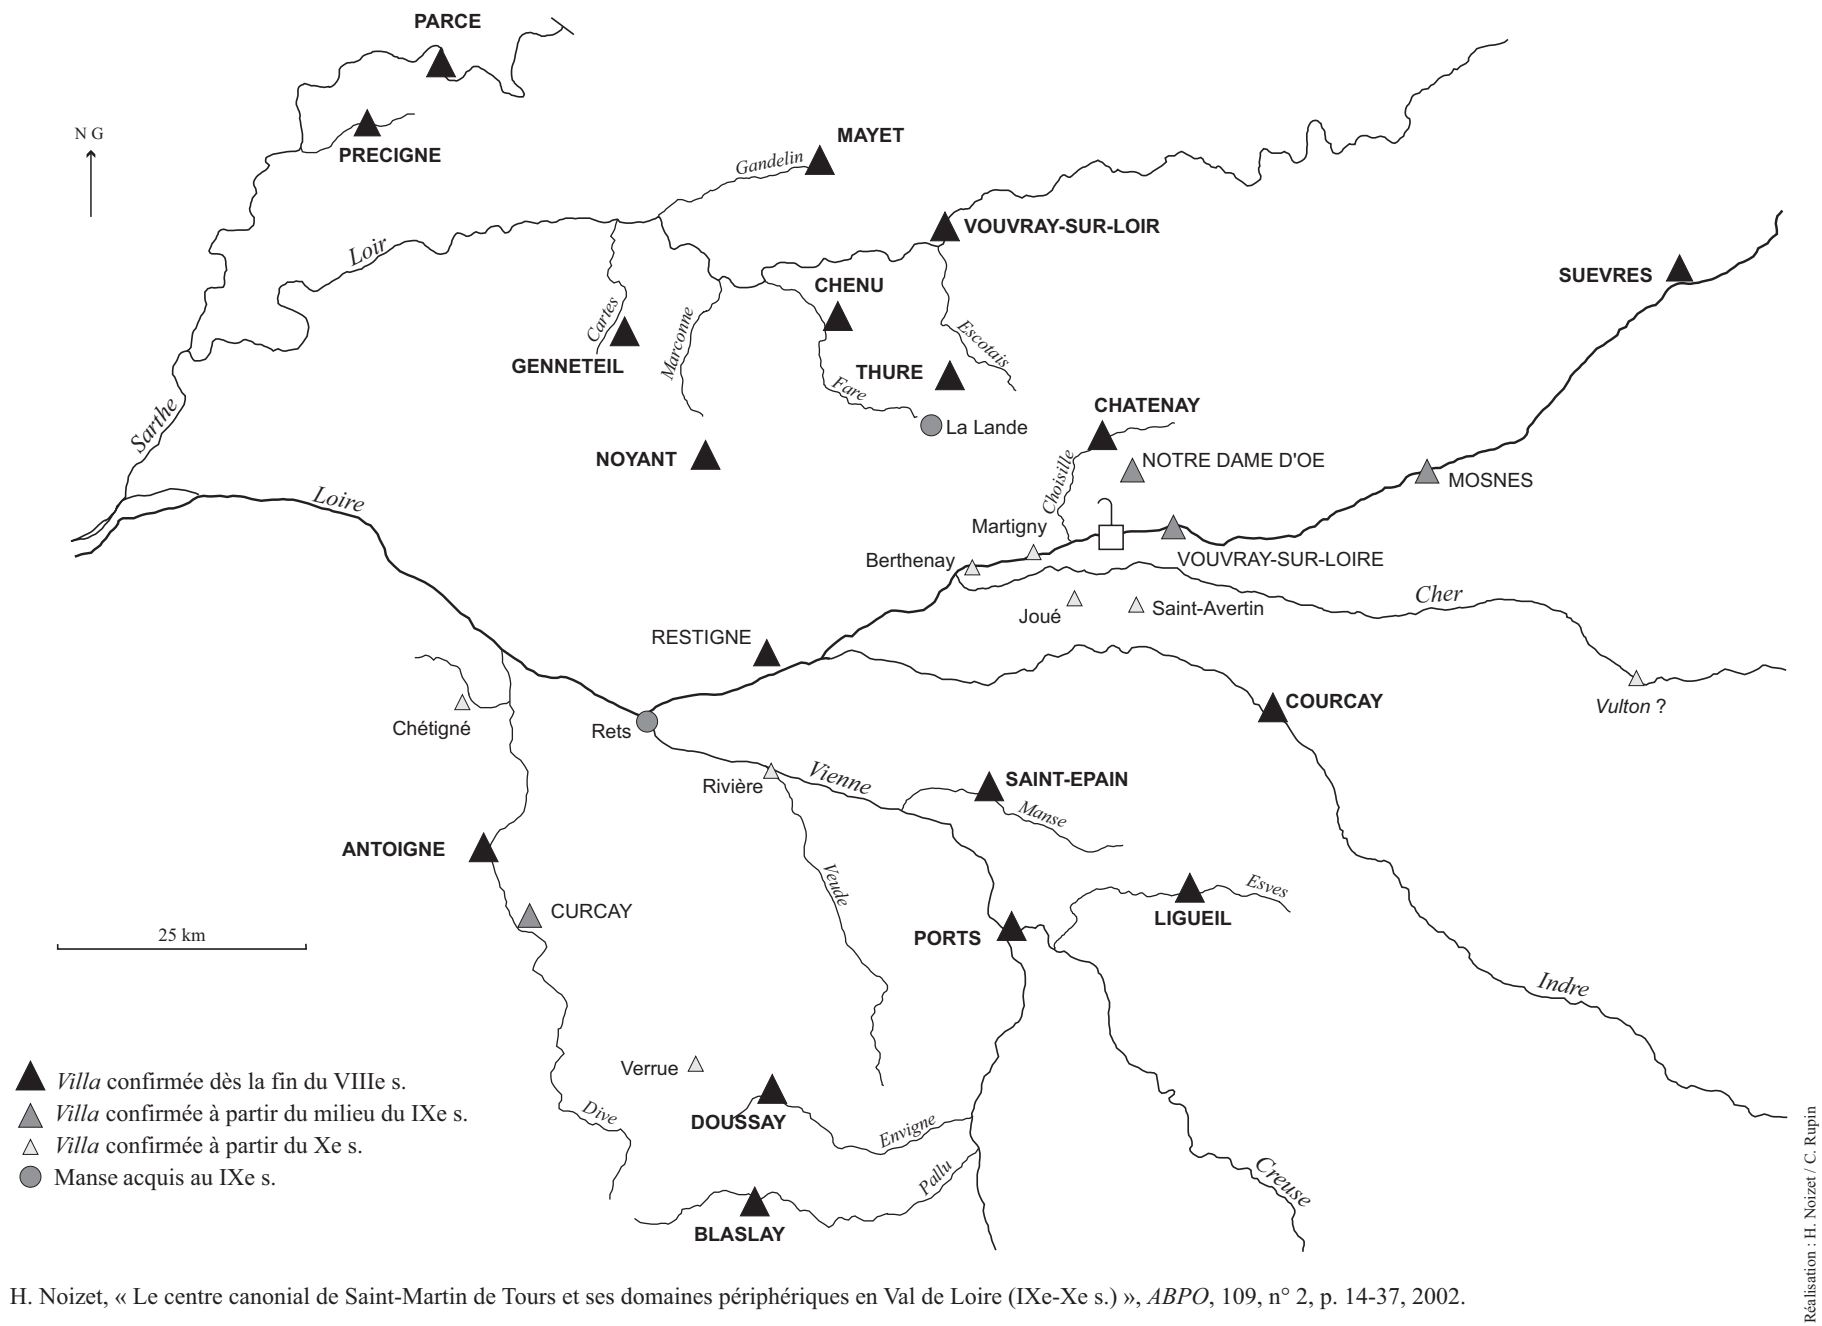 PARCE
N G
PRECIGNE
MAYET
Gandelin
VOUVRAY-SUR-LOIR
Loir
SUEVRES
CHENU
Cartes
Marconne
Escotais
GENNETEIL
THURE
Fare
Sarthe
CHATENAY
La Lande
NOYANT
NOTRE DAME D'OE
Choisille
MOSNES
Loire
Martigny
Berthenay
VOUVRAY-SUR-LOIRE
Cher
Joué
Saint-Avertin
RESTIGNE
COURCAY
Vulton ?
Chétigné
Rets
Rivière
Vienne
SAINT-EPAIN
Manse
ANTOIGNE
Veude
Esves
CURCAY
LIGUEIL
25 km
PORTS
Indre
Verrue
DOUSSAY
Dive
Envigne
Pallu
Creuse
BLASLAY
Villa confirmée dès la fin du VIIIe s.
Villa confirmée à partir du milieu du IXe s.
Villa confirmée à partir du Xe s.
Manse acquis au IXe s.
Réalisation : H. Noizet / C. Rupin
H. Noizet, « Le centre canonial de Saint-Martin de Tours et ses domaines périphériques en Val de Loire (IXe-Xe s.) », ABPO, 109, n° 2, p. 14-37, 2002.